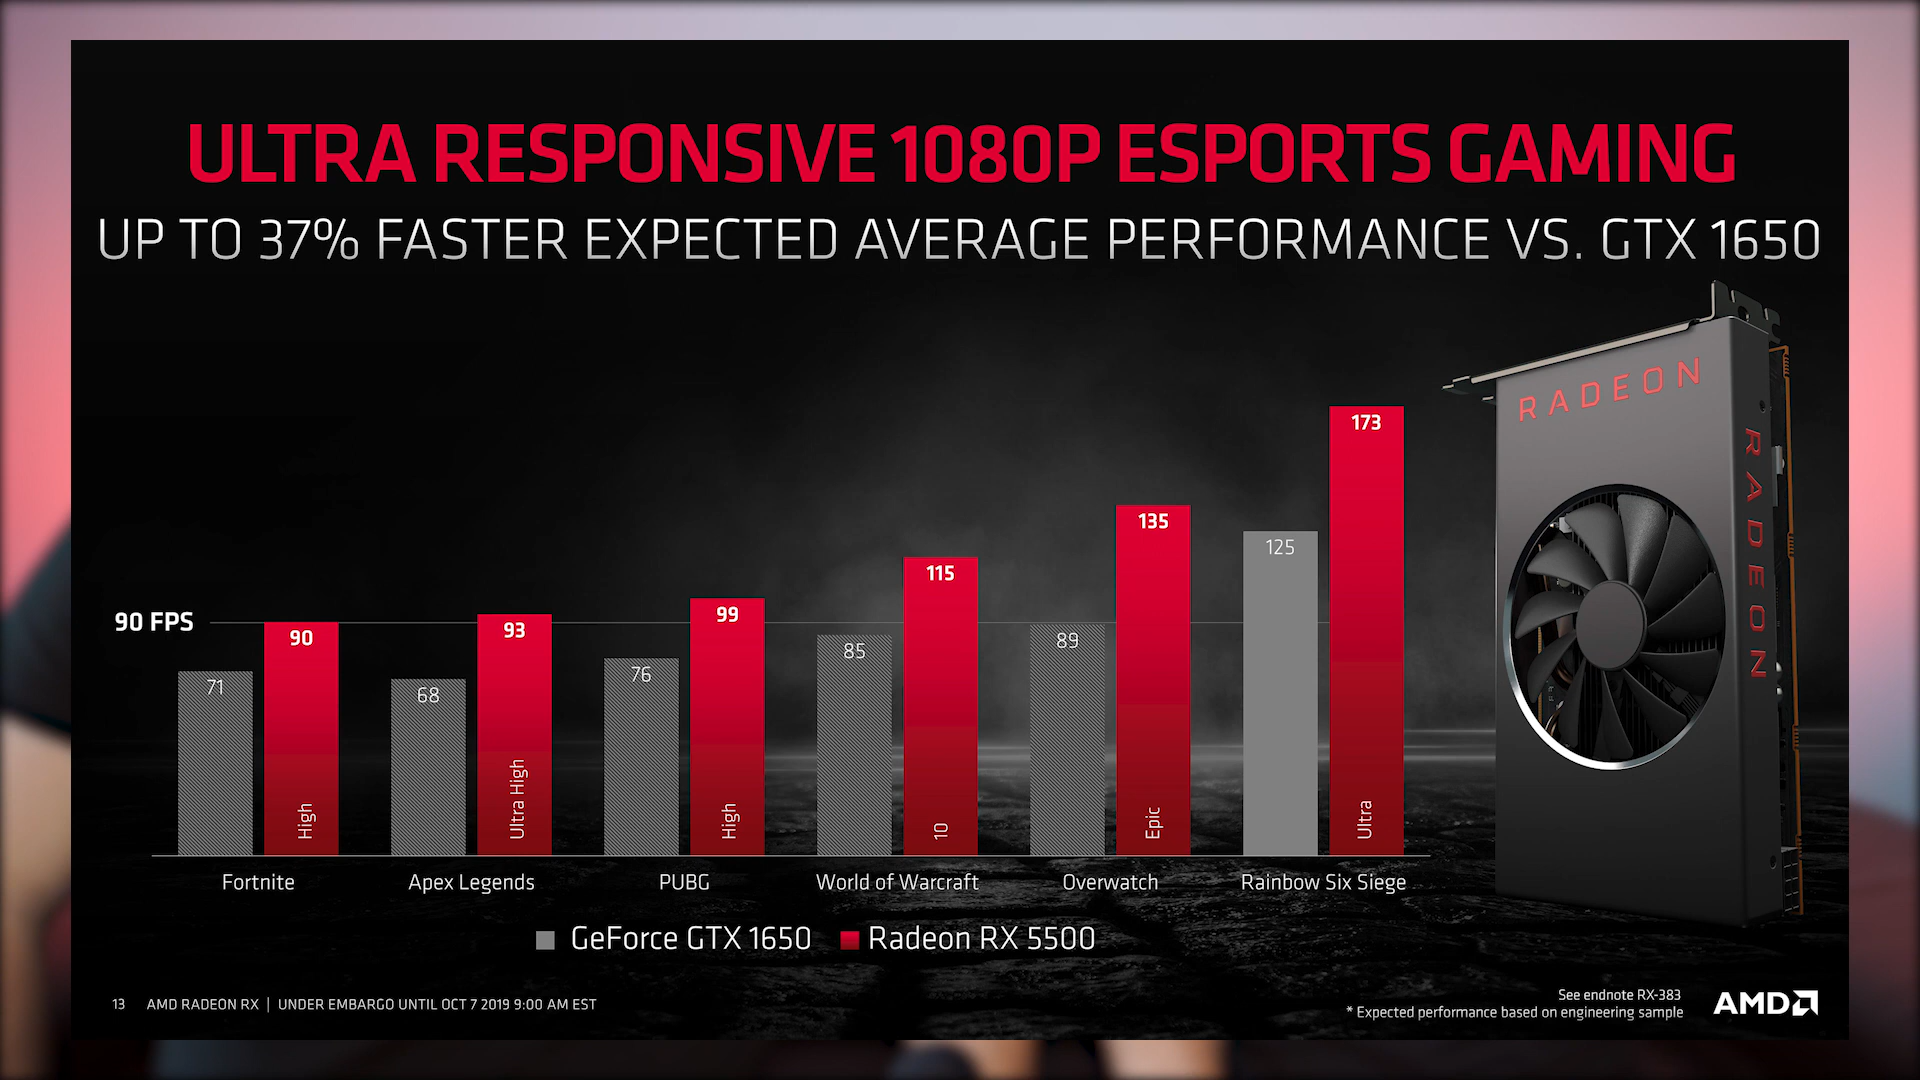 ULTRA RESPONSIVE 1080P ESPORTS GAMING
UP TO 37% FASTER EXPECTED AVERAGE PERFORMANCE VS. GTX 1650
RADEON
RADEON
90 FPS
71
90
High
68
93
Ultra High
76
99
High
85
115
10
89
135
Epic
125
173
Ultra
Fortnite
Apex Legends
PUBG
World of Warcraft
Overwatch
Rainbow Six Siege
GeForce GTX 1650
Radeon RX 5500
13 AMD RADEON RX | UNDER EMBARGO UNTIL OCT 7 2019 9:00 AM EST
See endnote RX-383
* Expected performance based on engineering sample
AMD